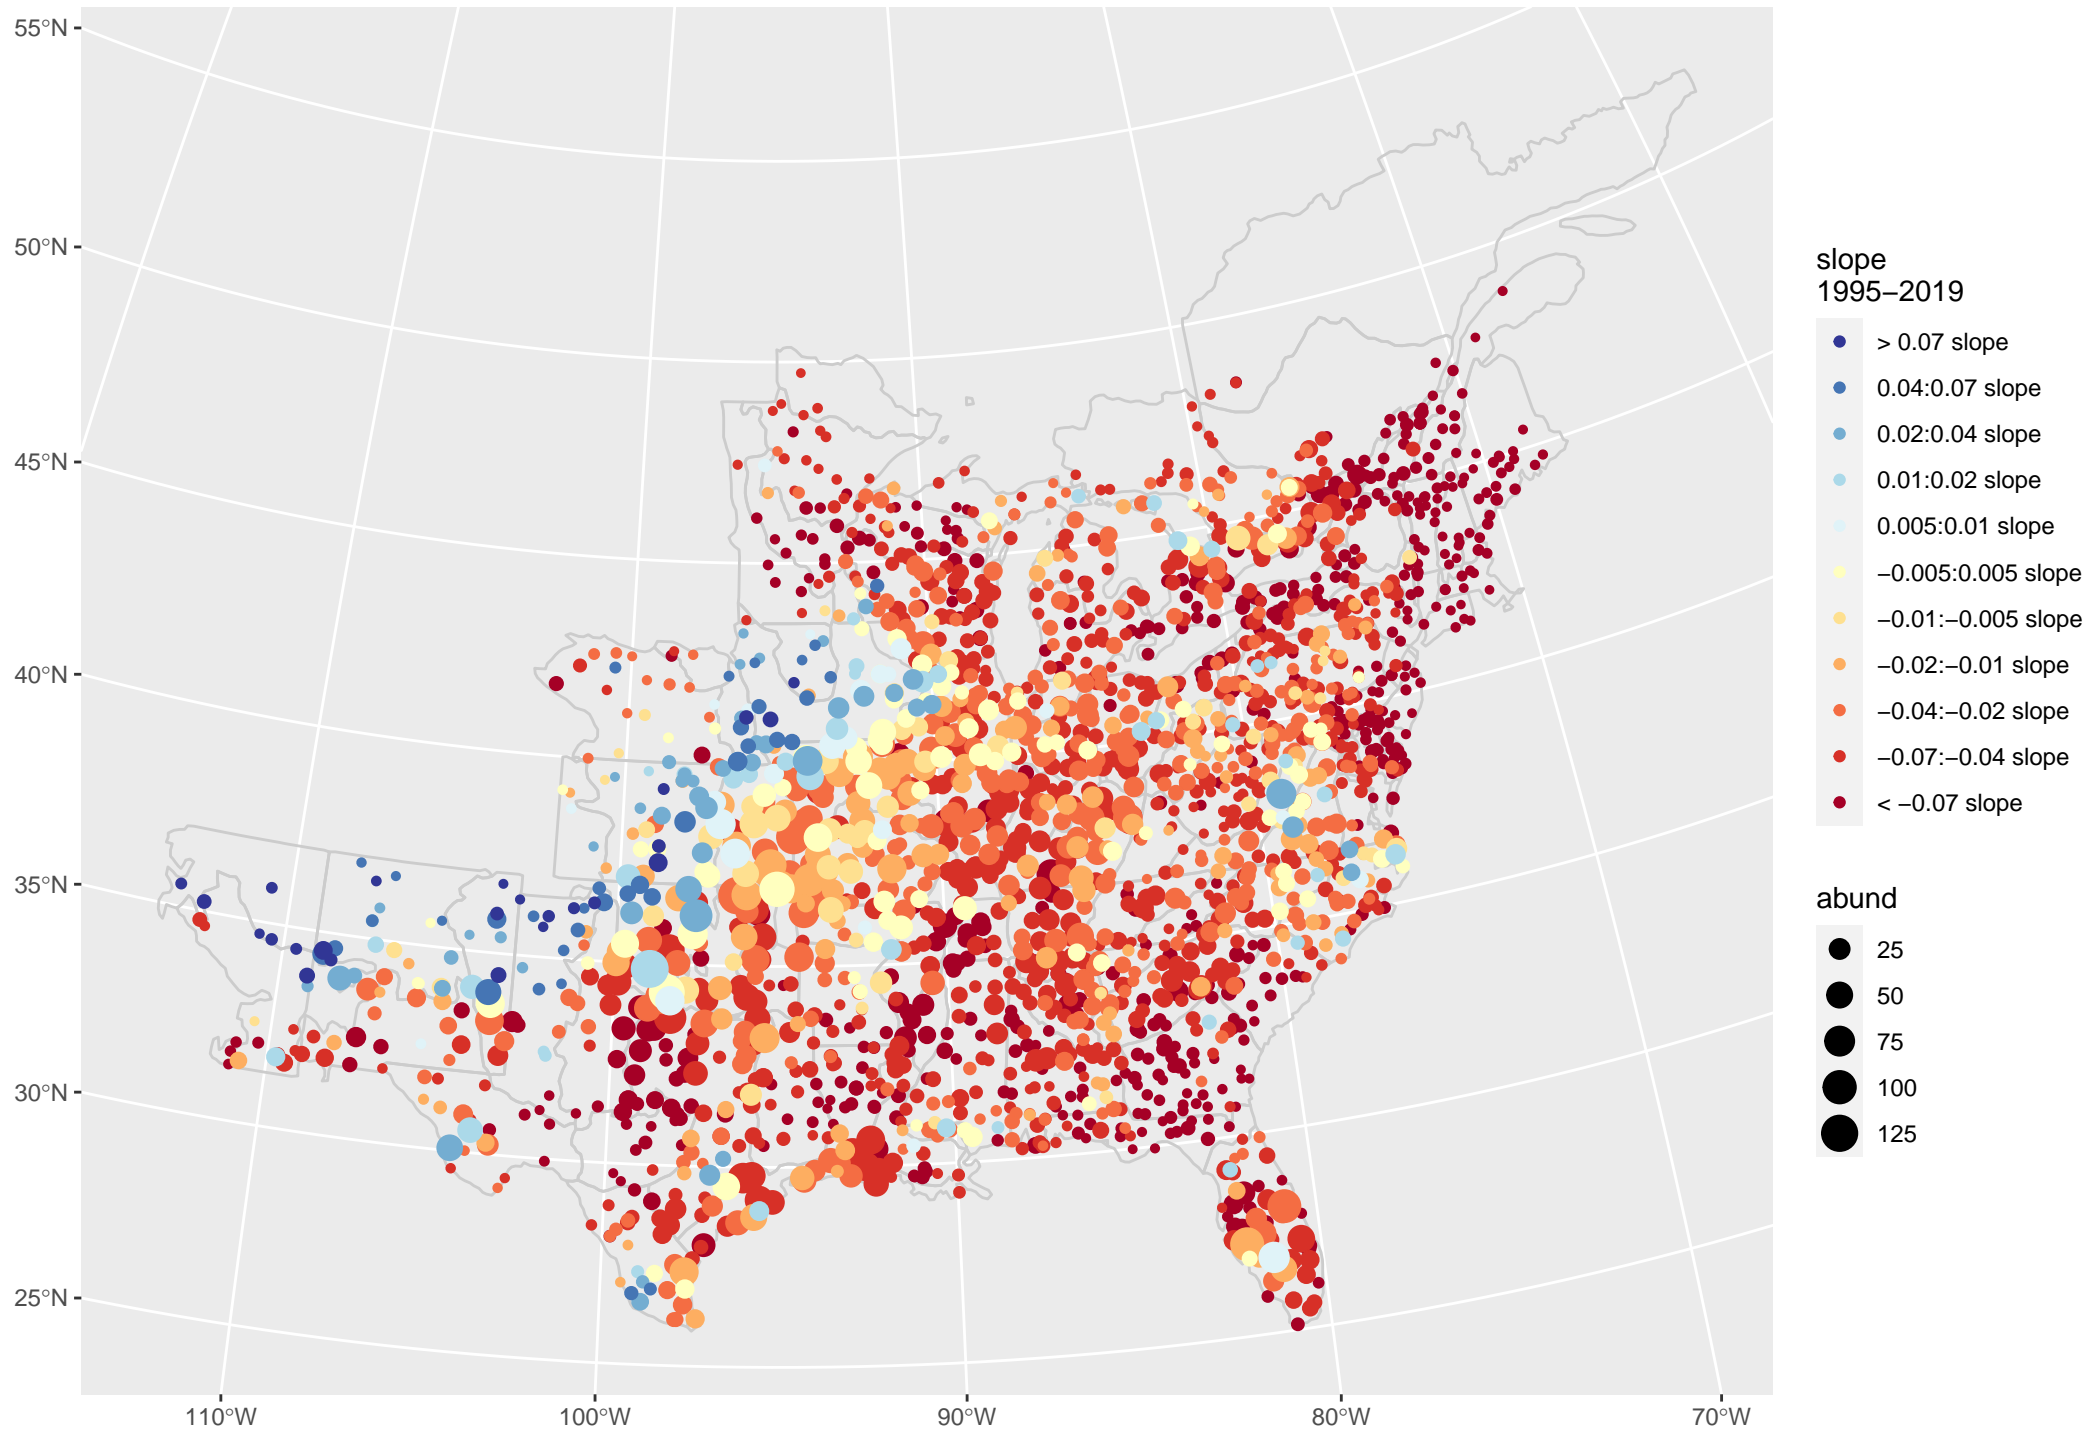 55°N
50°N
45°N
40°N
35°N
30°N
25°N
110°W
100°W
90°W
80°W
70°W
slope
1995−2019
> 0.07 slope
0.04:0.07 slope
0.02:0.04 slope
0.01:0.02 slope
0.005:0.01 slope
−0.005:0.005 slope
−0.01:−0.005 slope
−0.02:−0.01 slope
−0.04:−0.02 slope
−0.07:−0.04 slope
< −0.07 slope
abund
25
50
75
100
125